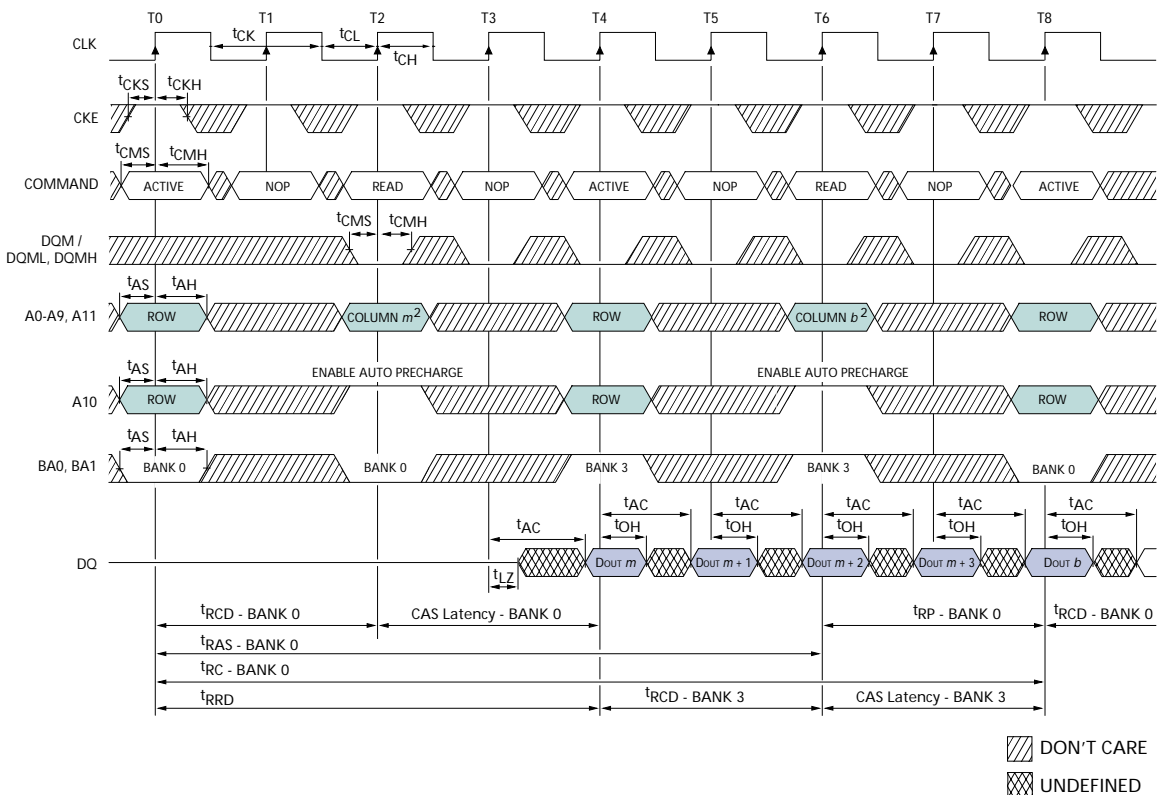 T0 T1 T2 T3 T4 T5 T6 T7 T8
CLK tCK tCL tCH
tCKS tCKH
CKE
tCMS tCMH
COMMAND ACTIVE NOP READ NOP ACTIVE NOP READ NOP ACTIVE
tCMS tCMH
DQM /
DQML, DQMH
tAS tAH
A0-A9, A11 ROW COLUMN m2 ROW COLUMN b2 ROW
tAS tAH ENABLE AUTO PRECHARGE ENABLE AUTO PRECHARGE
A10 ROW ROW ROW
tAS tAH
BA0, BA1 BANK 0 BANK 0 BANK 3 BANK 3 BANK 0
tAC tAC tAC tAC tAC tAC
tOH tOH tOH tOH tOH
DQ DOUT m DOUT m + 1 DOUT m + 2 DOUT m + 3 DOUT b
tLZ
tRCD - BANK 0 CAS Latency - BANK 0 tRP - BANK 0 tRCD - BANK 0
tRAS - BANK 0
tRC - BANK 0
tRRD tRCD - BANK 3 CAS Latency - BANK 3
DON'T CARE
UNDEFINED